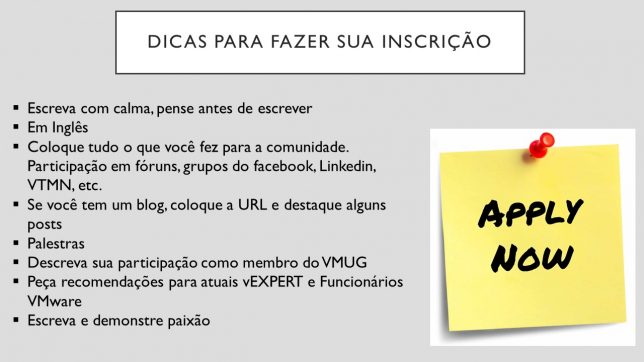 DICAS PARA FAZER SUA INSCRIÇÃO
▪ Escreva com calma, pense antes de escrever
▪ Em Inglês
▪ Coloque tudo o que você fez para a comunidade.
Participação em fóruns, grupos do facebook, Linkedin,
VTMN, etc.
▪ Se você tem um blog, coloque a URL e destaque alguns
posts
▪ Palestras
▪ Descreva sua participação como membro do VMUG
▪ Peça recomendações para atuais vEXPERT e Funcionários
VMware
▪ Escreva e demonstre paixão
APPLY
NOW